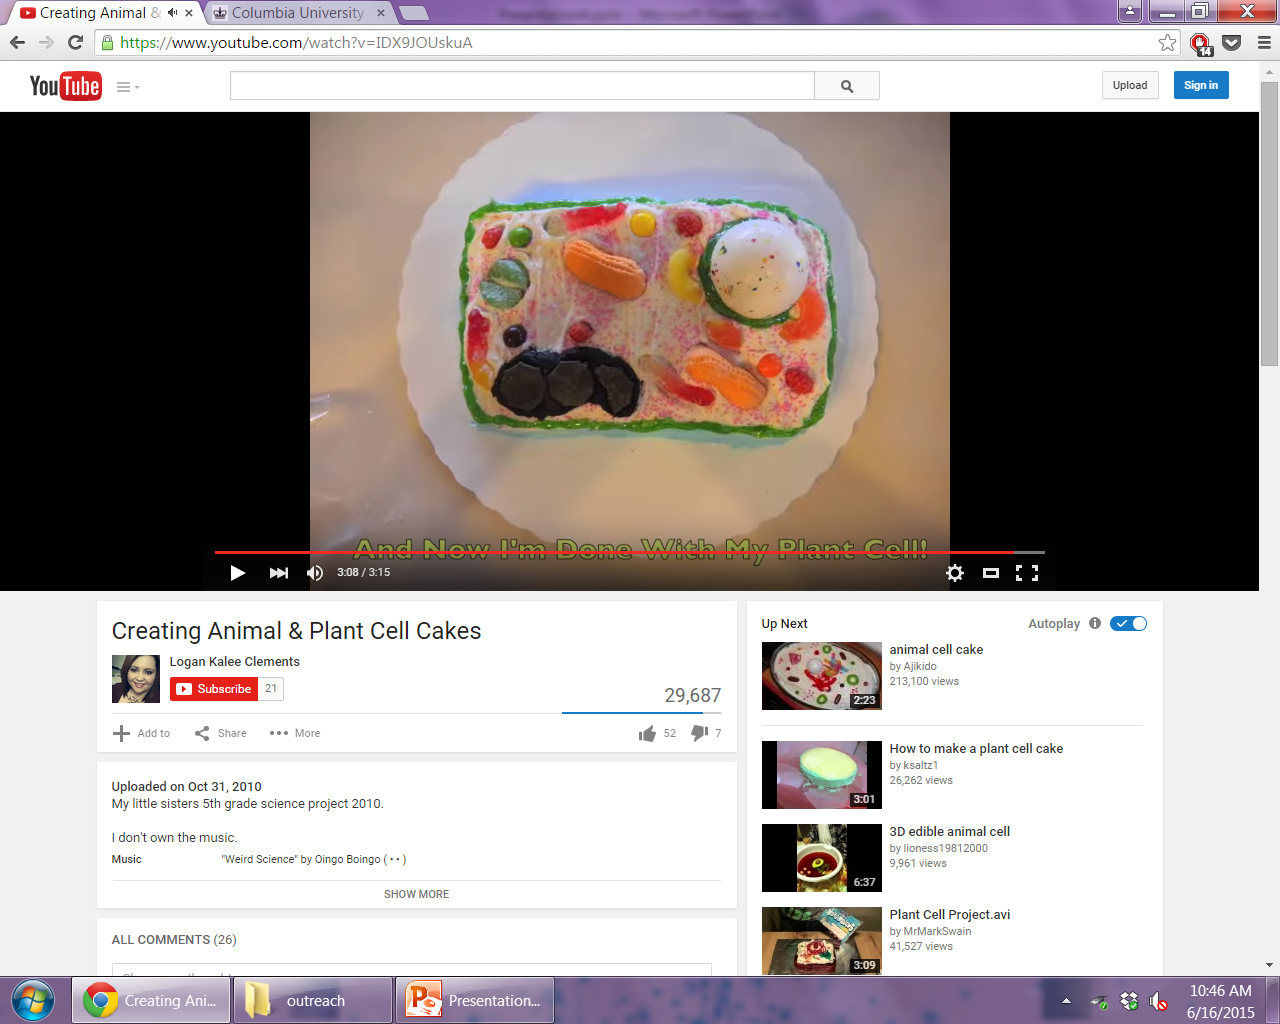 Creating Animal &
Columbia University
https://www.youtube.com/watch?v=IDX9JOUskuA
14
YouTube
Upload
Sign in
And Now I'm Done With My Plant Cell!
3:08 / 3:15
Creating Animal & Plant Cell Cakes
Logan Kalee Clements
Subscribe 21
29,687
Add to
Share
More
52
7
Uploaded on Oct 31, 2010
My little sisters 5th grade science project 2010.
I don't own the music.
Music "Weird Science" by Oingo Boingo ( • • )
SHOW MORE
ALL COMMENTS (26)
Up Next
Autoplay
animal cell cake
by Ajikido
213,100 views
2:23
How to make a plant cell cake
by ksaltz1
26,262 views
3:01
3D edible animal cell
by lioness19812000
9,961 views
6:37
Plant Cell Project.avi
by MrMarkSwain
41,527 views
3:09
Creating Ani...
outreach
Presentation...
10:46 AM
6/16/2015